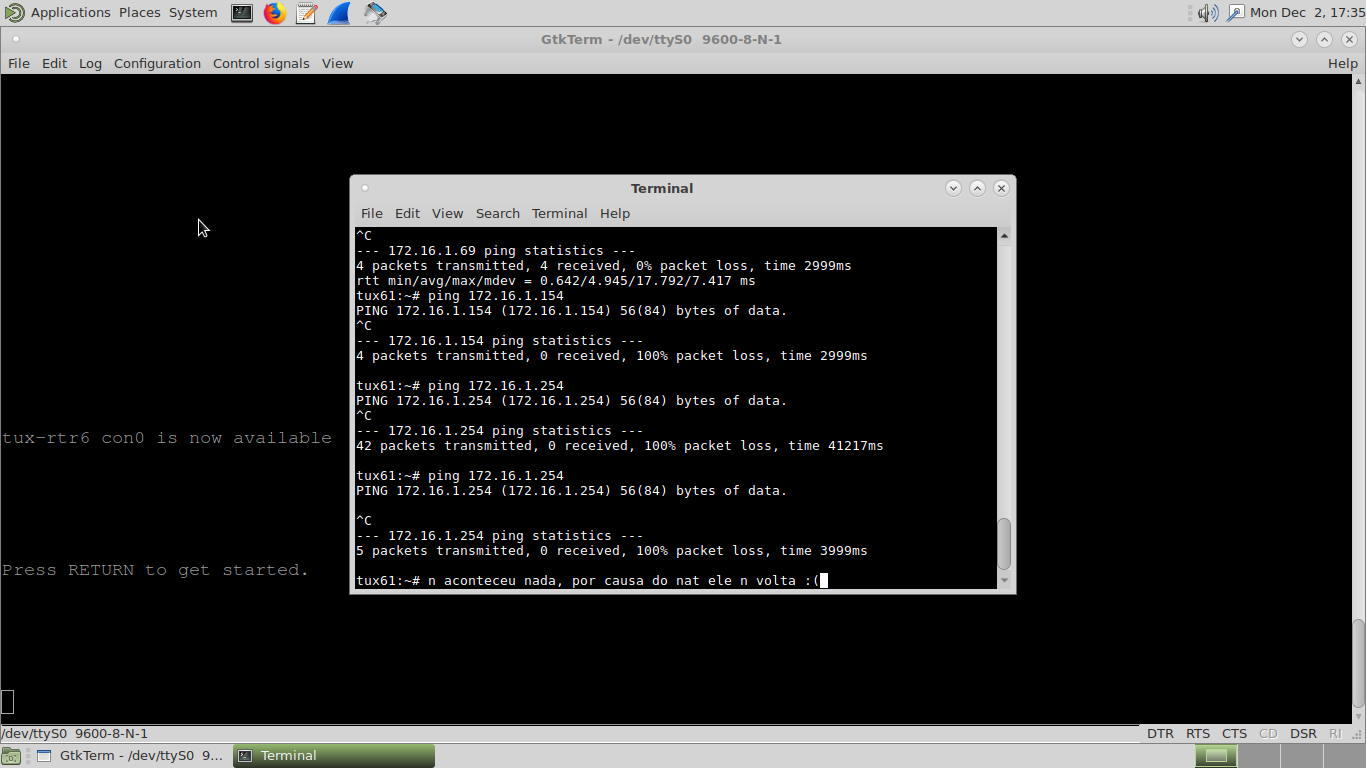 Applications Places System Mon Dec 2, 17:35
GtkTerm - /dev/ttyS0 9600-8-N-1
File Edit Log Configuration Control signals View Help
Terminal
File Edit View Search Terminal Help
^C
--- 172.16.1.69 ping statistics ---
4 packets transmitted, 4 received, 0% packet loss, time 2999ms
rtt min/avg/max/mdev = 0.642/4.945/17.792/7.417 ms
tux61:~# ping 172.16.1.154
PING 172.16.1.154 (172.16.1.154) 56(84) bytes of data.
^C
--- 172.16.1.154 ping statistics ---
4 packets transmitted, 0 received, 100% packet loss, time 2999ms
tux61:~# ping 172.16.1.254
PING 172.16.1.254 (172.16.1.254) 56(84) bytes of data.
^C
--- 172.16.1.254 ping statistics ---
42 packets transmitted, 0 received, 100% packet loss, time 41217ms
tux61:~# ping 172.16.1.254
PING 172.16.1.254 (172.16.1.254) 56(84) bytes of data.
^C
--- 172.16.1.254 ping statistics ---
5 packets transmitted, 0 received, 100% packet loss, time 3999ms
tux61:~# n aconteceu nada, por causa do nat ele n volta :(
tux-rtr6 con0 is now available
Press RETURN to get started.
/dev/ttyS0 9600-8-N-1 DTR RTS CTS CD DSR RI
GtkTerm - /dev/ttyS0 9... Terminal